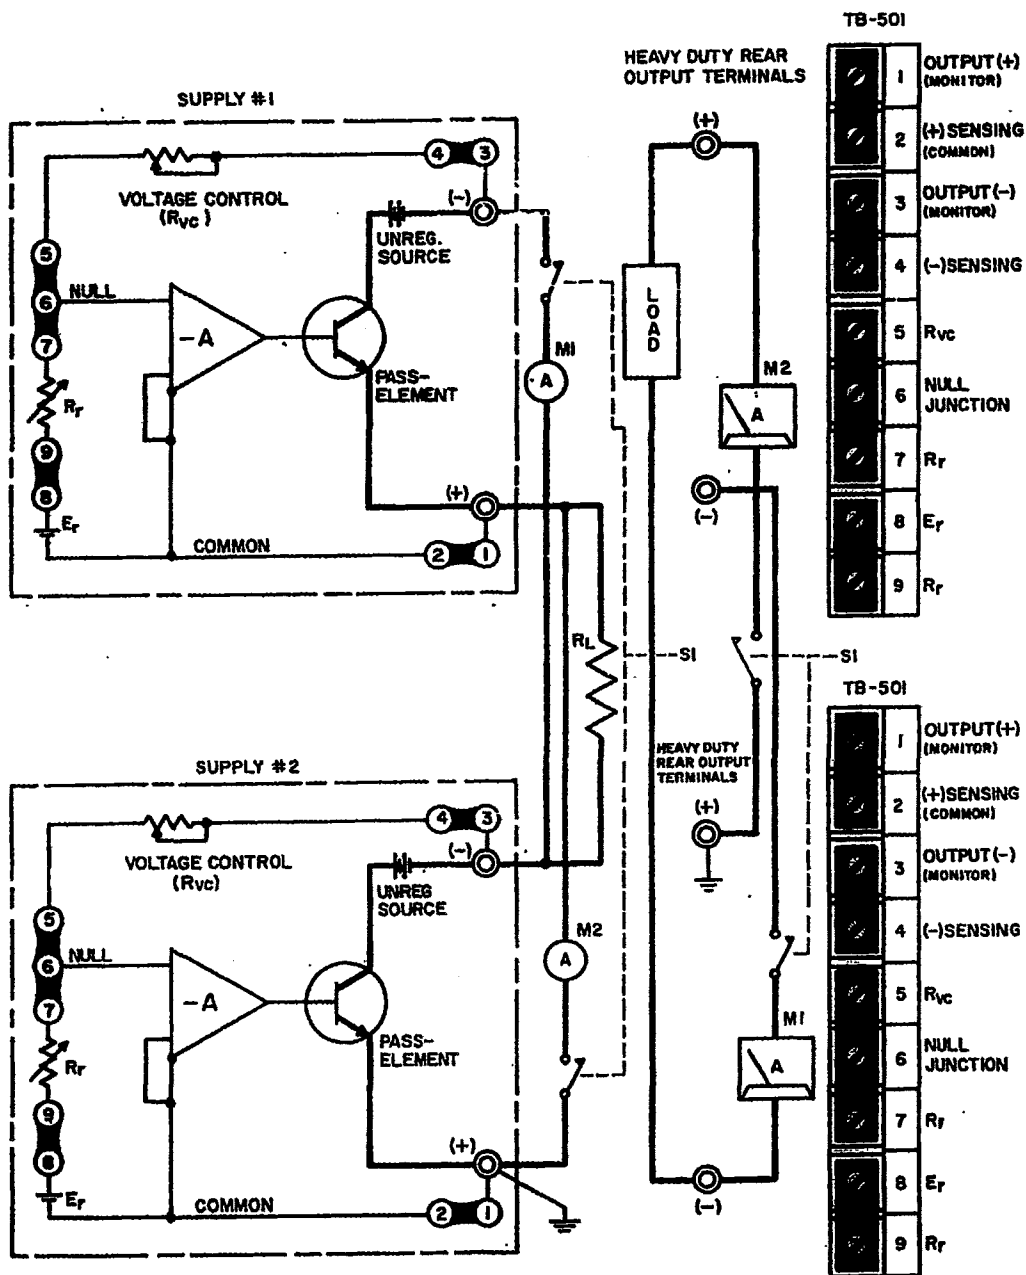 SUPPLY #1
4
3
(-)
VOLTAGE CONTROL
(RVC)
UNREG.
SOURCE
5
NULL
6
7
-A
PASS-
ELEMENT
Rr
9
8
Er
(+)
COMMON
2
1
M1
A
RL
S1
SUPPLY #2
4
3
(-)
VOLTAGE CONTROL
(Rvc)
UNREG
SOURCE
5
NULL
6
7
-A
PASS-
ELEMENT
Rr
9
8
Er
(+)
COMMON
2
1
M2
A
HEAVY DUTY REAR
OUTPUT TERMINALS
(+)
LOAD
M2
A
(-)
S1
HEAVY DUTY
REAR OUTPUT
TERMINALS
(+)
M1
A
(-)
TB-501
1 OUTPUT (+)
(MONITOR)
2 (+) SENSING
(COMMON)
3 OUTPUT (-)
(MONITOR)
4 (-) SENSING
5 Rvc
6 NULL
JUNCTION
7 Rr
8 Er
9 Rr
TB-501
1 OUTPUT (+)
(MONITOR)
2 (+) SENSING
(COMMON)
3 OUTPUT (-)
(MONITOR)
4 (-) SENSING
5 Rvc
6 NULL
JUNCTION
7 Rr
8 Er
9 Rr